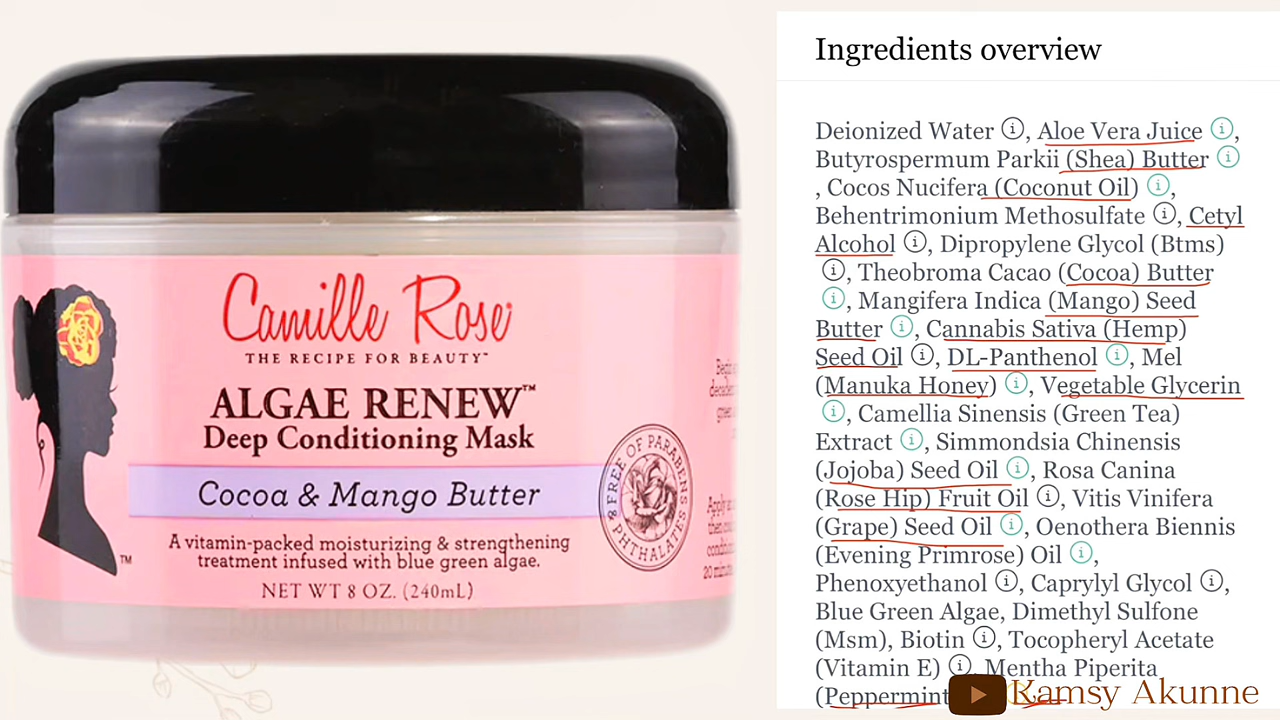 Camille Rose
THE RECIPE FOR BEAUTY™
ALGAE RENEW™
Deep Conditioning Mask
Cocoa & Mango Butter
A vitamin-packed moisturizing & strengthening
treatment infused with blue green algae.
NET WT 8 OZ. (240mL)
FREE OF PARABENS & PHTHALATES
TM
20 minutes
Ingredients overview
Deionized Water ⓘ, Aloe Vera Juice ⓘ,
Butyrospermum Parkii (Shea) Butter ⓘ
, Cocos Nucifera (Coconut Oil) ⓘ,
Behentrimonium Methosulfate ⓘ, Cetyl
Alcohol ⓘ, Dipropylene Glycol (Btms)
ⓘ, Theobroma Cacao (Cocoa) Butter
ⓘ, Mangifera Indica (Mango) Seed
Butter ⓘ, Cannabis Sativa (Hemp)
Seed Oil ⓘ, DL-Panthenol ⓘ, Mel
(Manuka Honey) ⓘ, Vegetable Glycerin
ⓘ, Camellia Sinensis (Green Tea)
Extract ⓘ, Simmondsia Chinensis
(Jojoba) Seed Oil ⓘ, Rosa Canina
(Rose Hip) Fruit Oil ⓘ, Vitis Vinifera
(Grape) Seed Oil ⓘ, Oenothera Biennis
(Evening Primrose) Oil ⓘ,
Phenoxyethanol ⓘ, Caprylyl Glycol ⓘ,
Blue Green Algae, Dimethyl Sulfone
(Msm), Biotin ⓘ, Tocopheryl Acetate
(Vitamin E) ⓘ, Mentha Piperita
(Peppermint
Kamsy Akunne